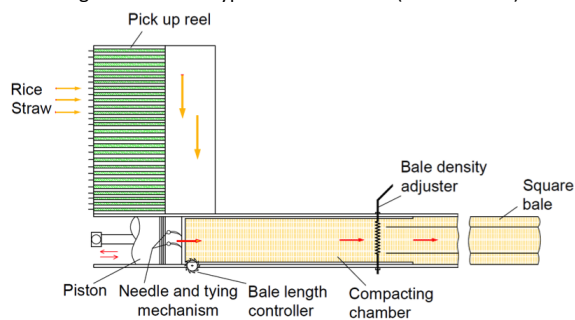 Pick up reel
Rice
Straw
Bale density
adjuster
Square
bale
Piston
Needle and tying
mechanism
Bale length
controller
Compacting
chamber